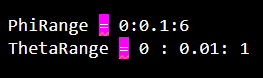 PhiRange = 0:0.1:6
ThetaRange = 0 : 0.01: 1